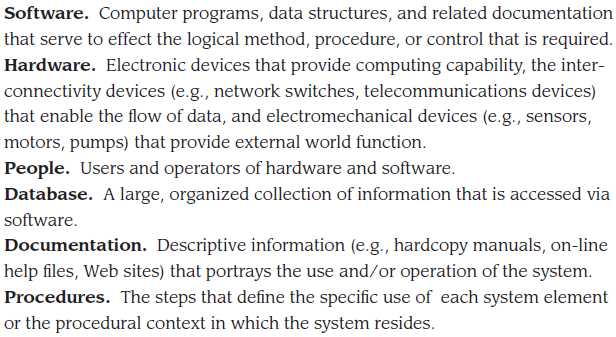 Software. Computer programs, data structures, and related documentation
that serve to effect the logical method, procedure, or control that is required.
Hardware. Electronic devices that provide computing capability, the inter-
connectivity devices (e.g., network switches, telecommunications devices)
that enable the flow of data, and electromechanical devices (e.g., sensors,
motors, pumps) that provide external world function.
People. Users and operators of hardware and software.
Database. A large, organized collection of information that is accessed via
software.
Documentation. Descriptive information (e.g., hardcopy manuals, on-line
help files, Web sites) that portrays the use and/or operation of the system.
Procedures. The steps that define the specific use of each system element
or the procedural context in which the system resides.